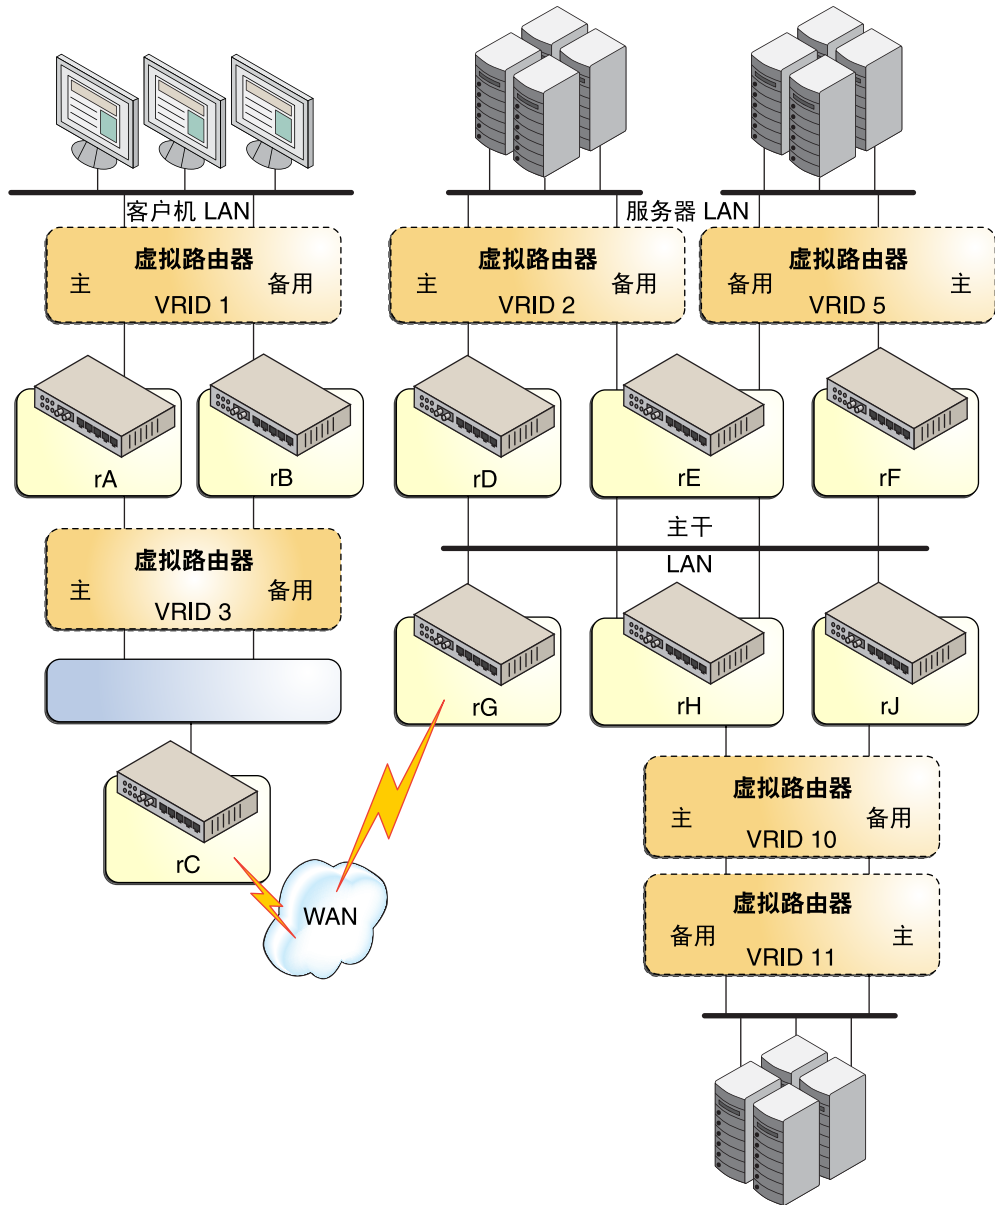 客户机 LAN
服务器 LAN
虚拟路由器
主
备用
VRID 1
虚拟路由器
主
备用
VRID 2
虚拟路由器
备用
主
VRID 5
rA
rB
rD
rE
rF
主干
LAN
虚拟路由器
主
备用
VRID 3
rG
rH
rJ
rC
WAN
虚拟路由器
主
备用
VRID 10
虚拟路由器
备用
主
VRID 11